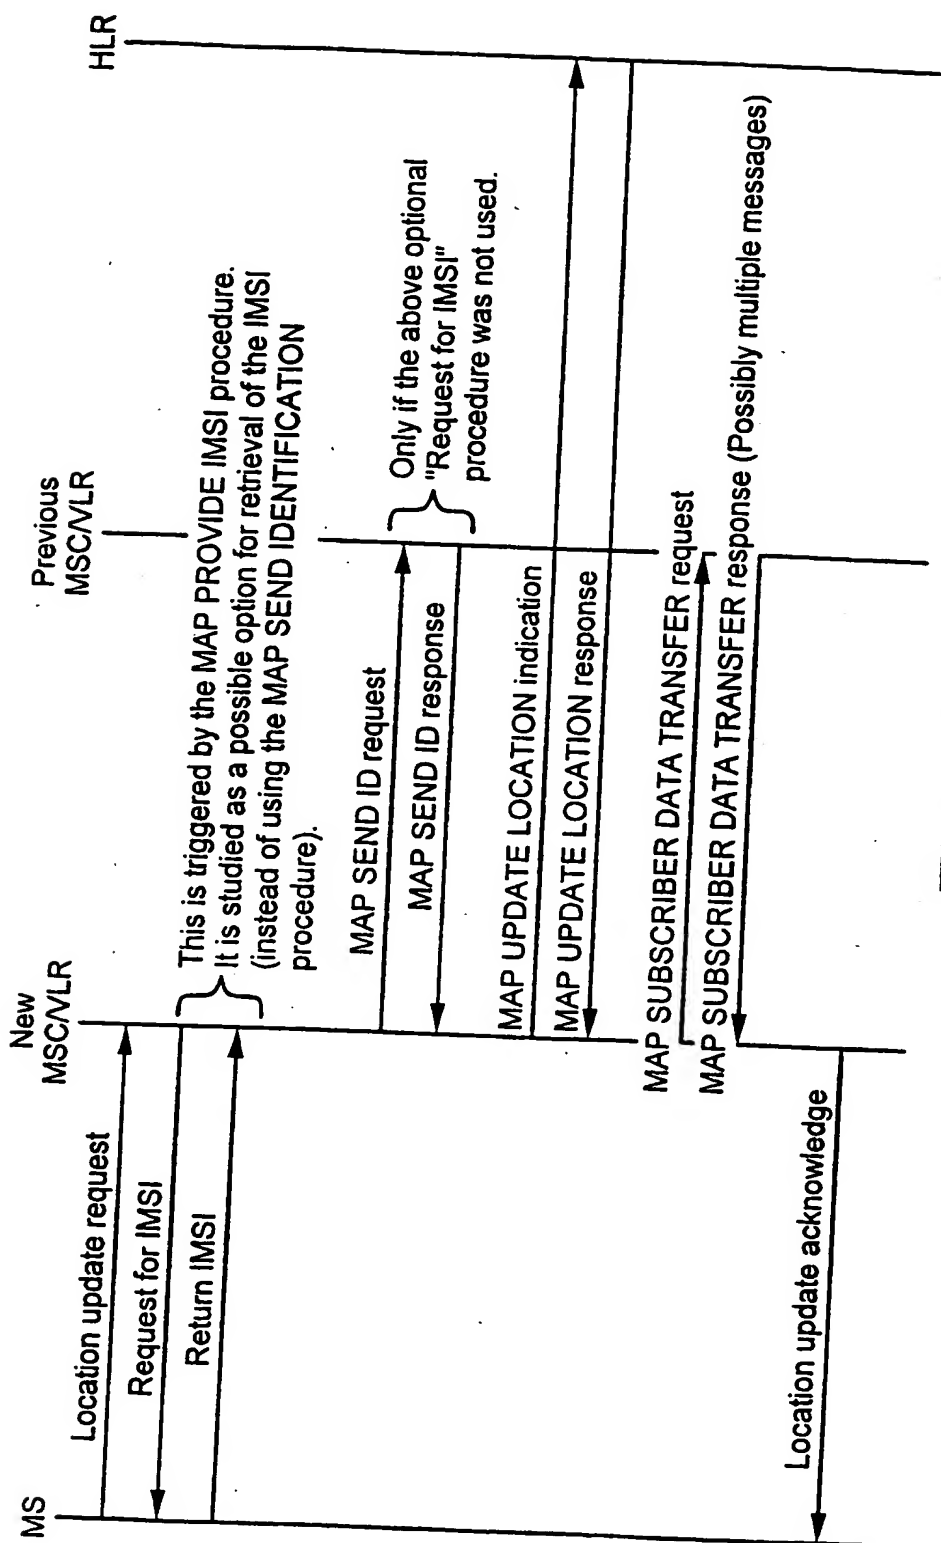 MS
New
MSC/VLR
Previous
MSC/VLR
HLR
Location update request
Request for IMSI
Return IMSI
This is triggered by the MAP PROVIDE IMSI procedure.
It is studied as a possible option for retrieval of the IMSI
(instead of using the MAP SEND IDENTIFICATION
procedure).
MAP SEND ID request
MAP SEND ID response
Only if the above optional
"Request for IMSI"
procedure was not used.
MAP UPDATE LOCATION indication
MAP UPDATE LOCATION response
MAP SUBSCRIBER DATA TRANSFER request
MAP SUBSCRIBER DATA TRANSFER response (Possibly multiple messages)
Location update acknowledge